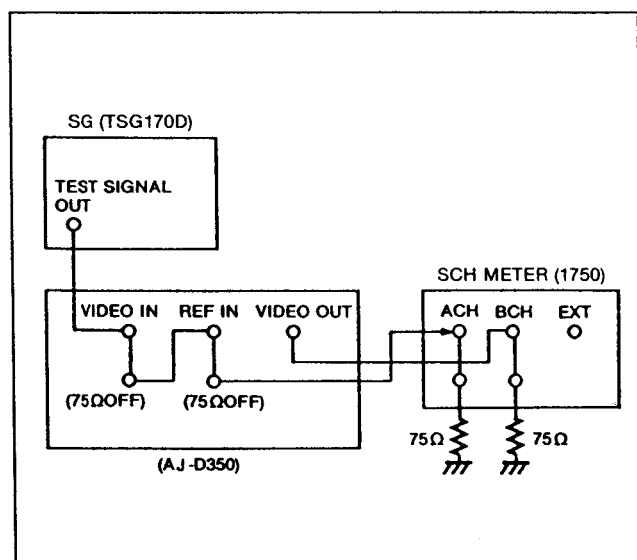 SG (TSG170D)
TEST SIGNAL
OUT
SCH METER (1750)
VIDEO IN REF IN VIDEO OUT
ACH BCH EXT
(75ΩOFF) (75ΩOFF)
75Ω 75Ω
(AJ-D350)